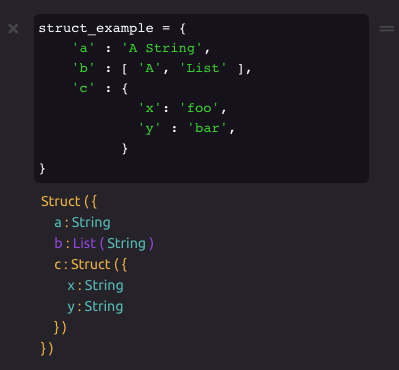 struct_example = {
'a' : 'A String',
'b' : [ 'A', 'List' ],
'c' : {
'x': 'foo',
'y' : 'bar',
}
}
Struct ({
a : String
b : List ( String )
c : Struct ({
x : String
y : String
})
})